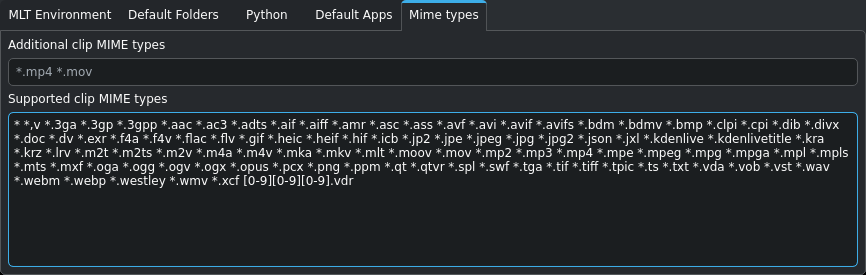 MLT Environment Default Folders Python Default Apps Mime types
Additional clip MIME types
*.mp4 *.mov
Supported clip MIME types
* *,v *.3ga *.3gp *.3gpp *.aac *.ac3 *.adts *.aif *.aiff *.amr *.asc *.ass *.avf *.avi *.avif *.avifs *.bdm *.bdmv *.bmp *.clpi *.cpi *.dib *.divx
*.doc *.dv *.exr *.f4a *.f4v *.flac *.flv *.gif *.heic *.heif *.hif *.icb *.jp2 *.jpe *.jpeg *.jpg *.jpg2 *.json *.jxl *.kdenlive *.kdenlivetitle *.kra
*.krz *.lrv *.m2t *.m2ts *.m2v *.m4a *.m4v *.mka *.mkv *.mlt *.moov *.mov *.mp2 *.mp3 *.mp4 *.mpe *.mpeg *.mpg *.mpga *.mpl *.mpls
*.mts *.mxf *.oga *.ogg *.ogv *.ogx *.opus *.pcx *.png *.ppm *.qt *.qtvr *.spl *.swf *.tga *.tif *.tiff *.tpic *.ts *.txt *.vda *.vob *.vst *.wav
*.webm *.webp *.westley *.wmv *.xcf [0-9][0-9][0-9].vdr